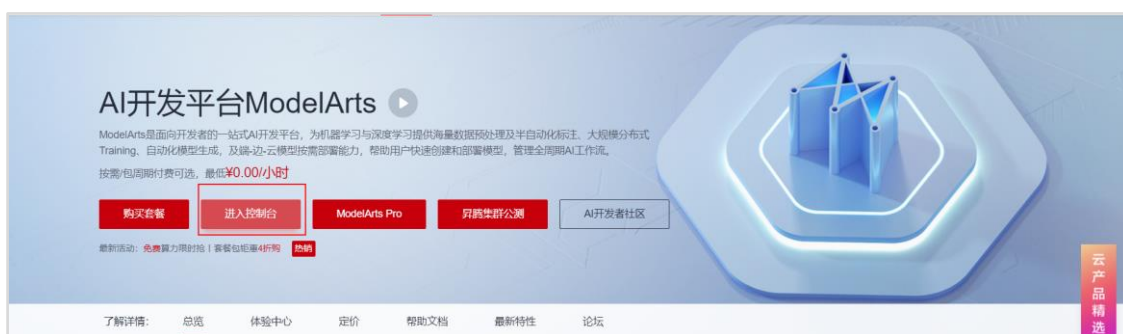 AI开发平台ModelArts
ModelArts是面向开发者的一站式AI开发平台，为机器学习与深度学习提供海量数据预处理及半自动化标注、大规模分布式
Training、自动化模型生成，及端-边-云模型按需部署能力，帮助用户快速创建和部署模型，管理全周期AI工作流。
按需/包周期付费可选，最低¥0.00/小时
购买套餐 进入控制台 ModelArts Pro 昇腾集群公测 AI开发者社区
最新活动：免费算力限时抢 | 套餐包钜惠4折购 热销
云产品精选
了解详情： 总览 体验中心 定价 帮助文档 最新特性 论坛